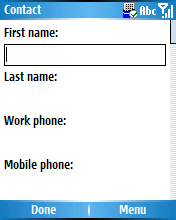 Contact Abc
First name:
Last name:
Work phone:
Mobile phone:
Done Menu